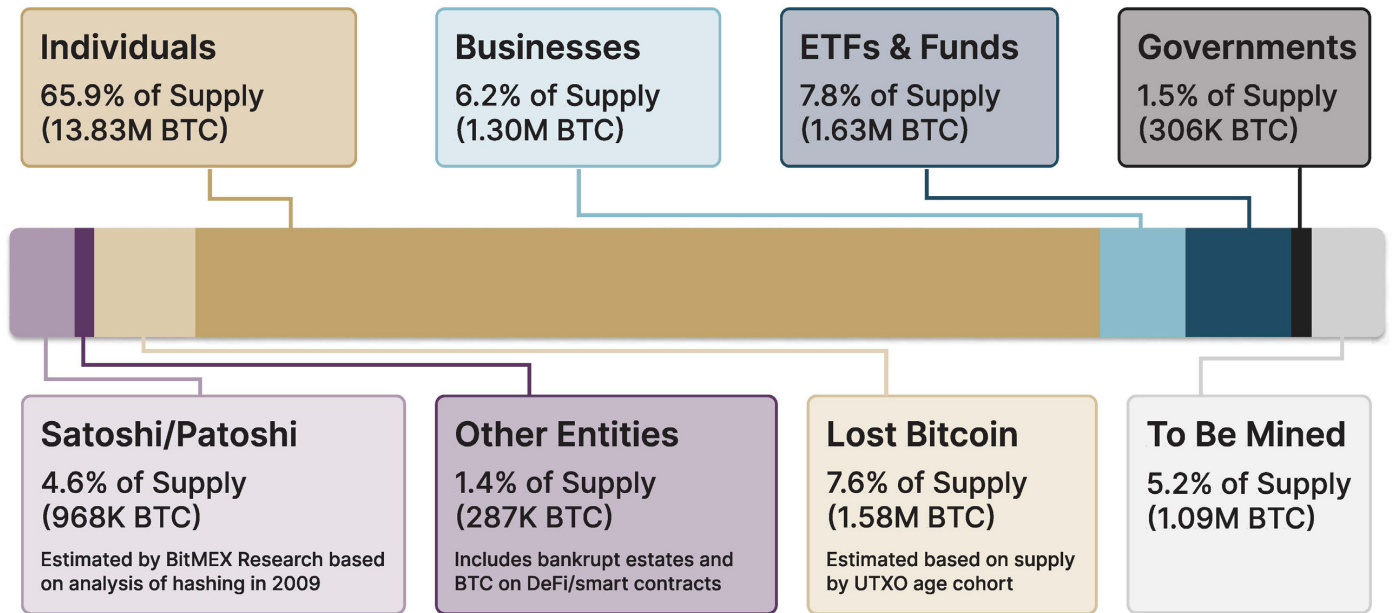 Individuals
65.9% of Supply
(13.83M BTC)
Businesses
6.2% of Supply
(1.30M BTC)
ETFs & Funds
7.8% of Supply
(1.63M BTC)
Governments
1.5% of Supply
(306K BTC)
Satoshi/Patoshi
4.6% of Supply
(968K BTC)
Estimated by BitMEX Research based
on analysis of hashing in 2009
Other Entities
1.4% of Supply
(287K BTC)
Includes bankrupt estates and
BTC on DeFi/smart contracts
Lost Bitcoin
7.6% of Supply
(1.58M BTC)
Estimated based on supply
by UTXO age cohort
To Be Mined
5.2% of Supply
(1.09M BTC)